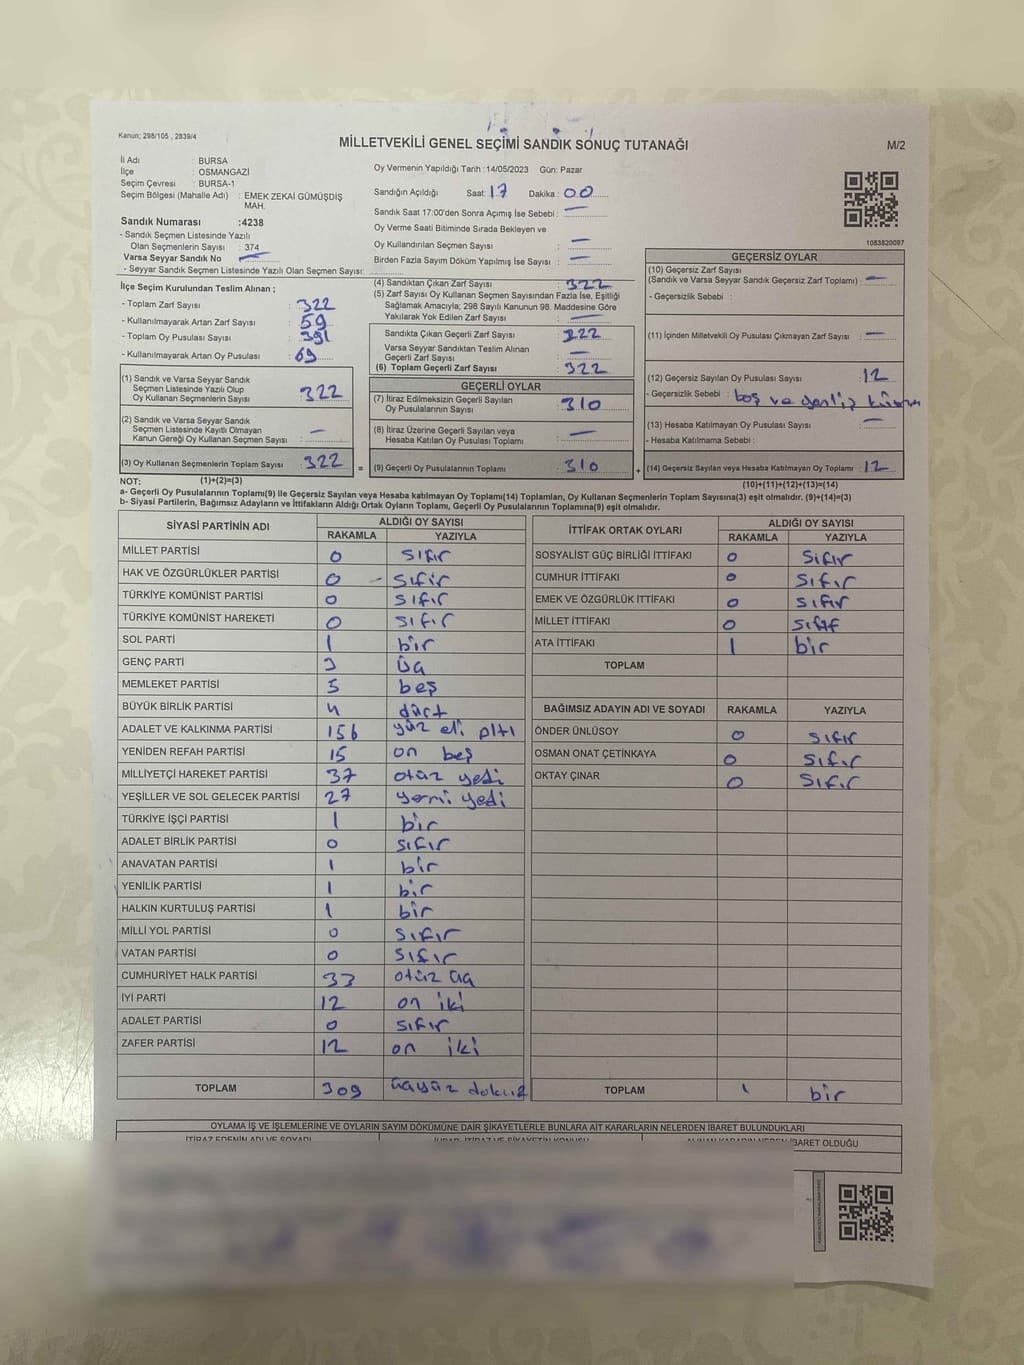 Kanun; 298/105 , 2839/4
MİLLETVEKİLİ GENEL SEÇİMİ SANDIK SONUÇ TUTANAĞI
M/2
İl Adı : BURSA
İlçe : OSMANGAZİ
Seçim Çevresi : BURSA-1
Seçim Bölgesi (Mahalle Adı) : EMEK ZEKAİ GÜMÜŞDİŞ MAH.
Sandık Numarası :4238
- Sandık Seçmen Listesinde Yazılı
Olan Seçmenlerin Sayısı : 374
Varsa Seyyar Sandık No : —
- Seyyar Sandık Seçmen Listesinde Yazılı Olan Seçmen Sayısı:
Oy Vermenin Yapıldığı Tarih :14/05/2023 Gün: Pazar
Sandığın Açıldığı Saat: 17 Dakika : 00
Sandık Saat 17:00'den Sonra Açımış İse Sebebi : —
Oy Verme Saati Bitiminde Sırada Bekleyen ve
Oy Kullandırılan Seçmen Sayısı : —
Birden Fazla Sayım Döküm Yapılmış İse Sayısı : —
1083820097
İlçe Seçim Kurulundan Teslim Alınan ;
- Toplam Zarf Sayısı : 322
- Kullanılmayarak Artan Zarf Sayısı : 59
- Toplam Oy Pusulası Sayısı : 391
- Kullanılmayarak Artan Oy Pusulası : 69
(1) Sandık ve Varsa Seyyar Sandık
Seçmen Listesinde Yazılı Olup
Oy Kullanan Seçmenlerin Sayısı : 322
(2) Sandık ve Varsa Seyyar Sandık
Seçmen Listesinde Kayıtlı Olmayan
Kanun Gereği Oy Kullanan Seçmen Sayısı : —
(3) Oy Kullanan Seçmenlerin Toplam Sayısı : 322
(4) Sandıktan Çıkan Zarf Sayısı : 322
(5) Zarf Sayısı Oy Kullanan Seçmen Sayısından Fazla İse, Eşitliği
Sağlamak Amacıyla; 298 Sayılı Kanunun 98. Maddesine Göre
Yakılarak Yok Edilen Zarf Sayısı : —
Sandıkta Çıkan Geçerli Zarf Sayısı : 322
Varsa Seyyar Sandıktan Teslim Alınan
Geçerli Zarf Sayısı : —
(6) Toplam Geçerli Zarf Sayısı : 322
GEÇERLİ OYLAR
(7) İtiraz Edilmeksizin Geçerli Sayılan
Oy Pusulalarının Sayısı : 310
(8) İtiraz Üzerine Geçerli Sayılan veya
Hesaba Katılan Oy Pusulası Toplamı : —
= (9) Geçerli Oy Pusulalarının Toplamı : 310 +
GEÇERSİZ OYLAR
(10) Geçersiz Zarf Sayısı
(Sandık ve Varsa Seyyar Sandık Geçersiz Zarf Toplamı) : —
- Geçersizlik Sebebi :
(11) İçinden Milletvekili Oy Pusulası Çıkmayan Zarf Sayısı : —
(12) Geçersiz Sayılan Oy Pusulası Sayısı : 12
- Geçersizlik Sebebi : boş ve
(13) Hesaba Katılmayan Oy Pusulası Sayısı : —
- Hesaba Katılmama Sebebi :
(14) Geçersiz Sayılan veya Hesaba Katılmayan Oy Toplamı : 12
NOT: (1)+(2)=(3)
(10)+(11)+(12)+(13)=(14)
a- Geçerli Oy Pusulalarının Toplamı(9) ile Geçersiz Sayılan veya Hesaba katılmayan Oy Toplamı(14) Toplamları, Oy Kullanan Seçmenlerin Toplam Sayısına(3) eşit olmalıdır. (9)+(14)=(3)
b- Siyasi Partilerin, Bağımsız Adayların ve İttifakların Aldığı Ortak Oyların Toplamı, Geçerli Oy Pusulalarının Toplamına(9) eşit olmalıdır.
SİYASİ PARTİNİN ADI ALDIĞI OY SAYISI
RAKAMLA YAZIYLA
MİLLET PARTİSİ 0 sıfır
HAK VE ÖZGÜRLÜKLER PARTİSİ 0 - sıfır
TÜRKİYE KOMÜNİST PARTİSİ 0 sıfır
TÜRKİYE KOMÜNİST HAREKETİ 0 sıfır
SOL PARTİ 1 bir
GENÇ PARTİ 3 üç
MEMLEKET PARTİSİ 5 beş
BÜYÜK BİRLİK PARTİSİ 4 dört
ADALET VE KALKINMA PARTİSİ 156 yüz eli altı
YENİDEN REFAH PARTİSİ 15 on beş
MİLLİYETÇİ HAREKET PARTİSİ 37 otuz yedi
YEŞİLLER VE SOL GELECEK PARTİSİ 27 yermi yedi
TÜRKİYE İŞÇİ PARTİSİ 1 bir
ADALET BİRLİK PARTİSİ 0 sıfır
ANAVATAN PARTİSİ 1 bir
YENİLİK PARTİSİ 1 bir
HALKIN KURTULUŞ PARTİSİ 1 bir
MİLLİ YOL PARTİSİ 0 sıfır
VATAN PARTİSİ 0 sıfır
CUMHURİYET HALK PARTİSİ 33 otuz üç
İYİ PARTİ 12 on iki
ADALET PARTİSİ 0 sıfır
ZAFER PARTİSİ 12 on iki
TOPLAM 309 üçyüz dokuz
İTTİFAK ORTAK OYLARI ALDIĞI OY SAYISI
RAKAMLA YAZIYLA
SOSYALİST GÜÇ BİRLİĞİ İTTİFAKI 0 sıfır
CUMHUR İTTİFAKI 0 sıfır
EMEK VE ÖZGÜRLÜK İTTİFAKI 0 sıfır
MİLLET İTTİFAKI 0 sıfır
ATA İTTİFAKI 1 bir
TOPLAM
BAĞIMSIZ ADAYIN ADI VE SOYADI RAKAMLA YAZIYLA
ÖNDER ÜNLÜSOY 0 sıfır
OSMAN ONAT ÇETİNKAYA 0 sıfır
OKTAY ÇINAR 0 sıfır
TOPLAM 1 bir
OYLAMA İŞ VE İŞLEMLERİNE VE OYLARIN SAYIM DÖKÜMÜNE DAİR ŞİKAYETLERLE BUNLARA AİT KARARLARIN NELERDEN İBARET BULUNDUKLARI
İTİRAZ EDENİN ADI VE SOYADI
İBARET OLDUĞU